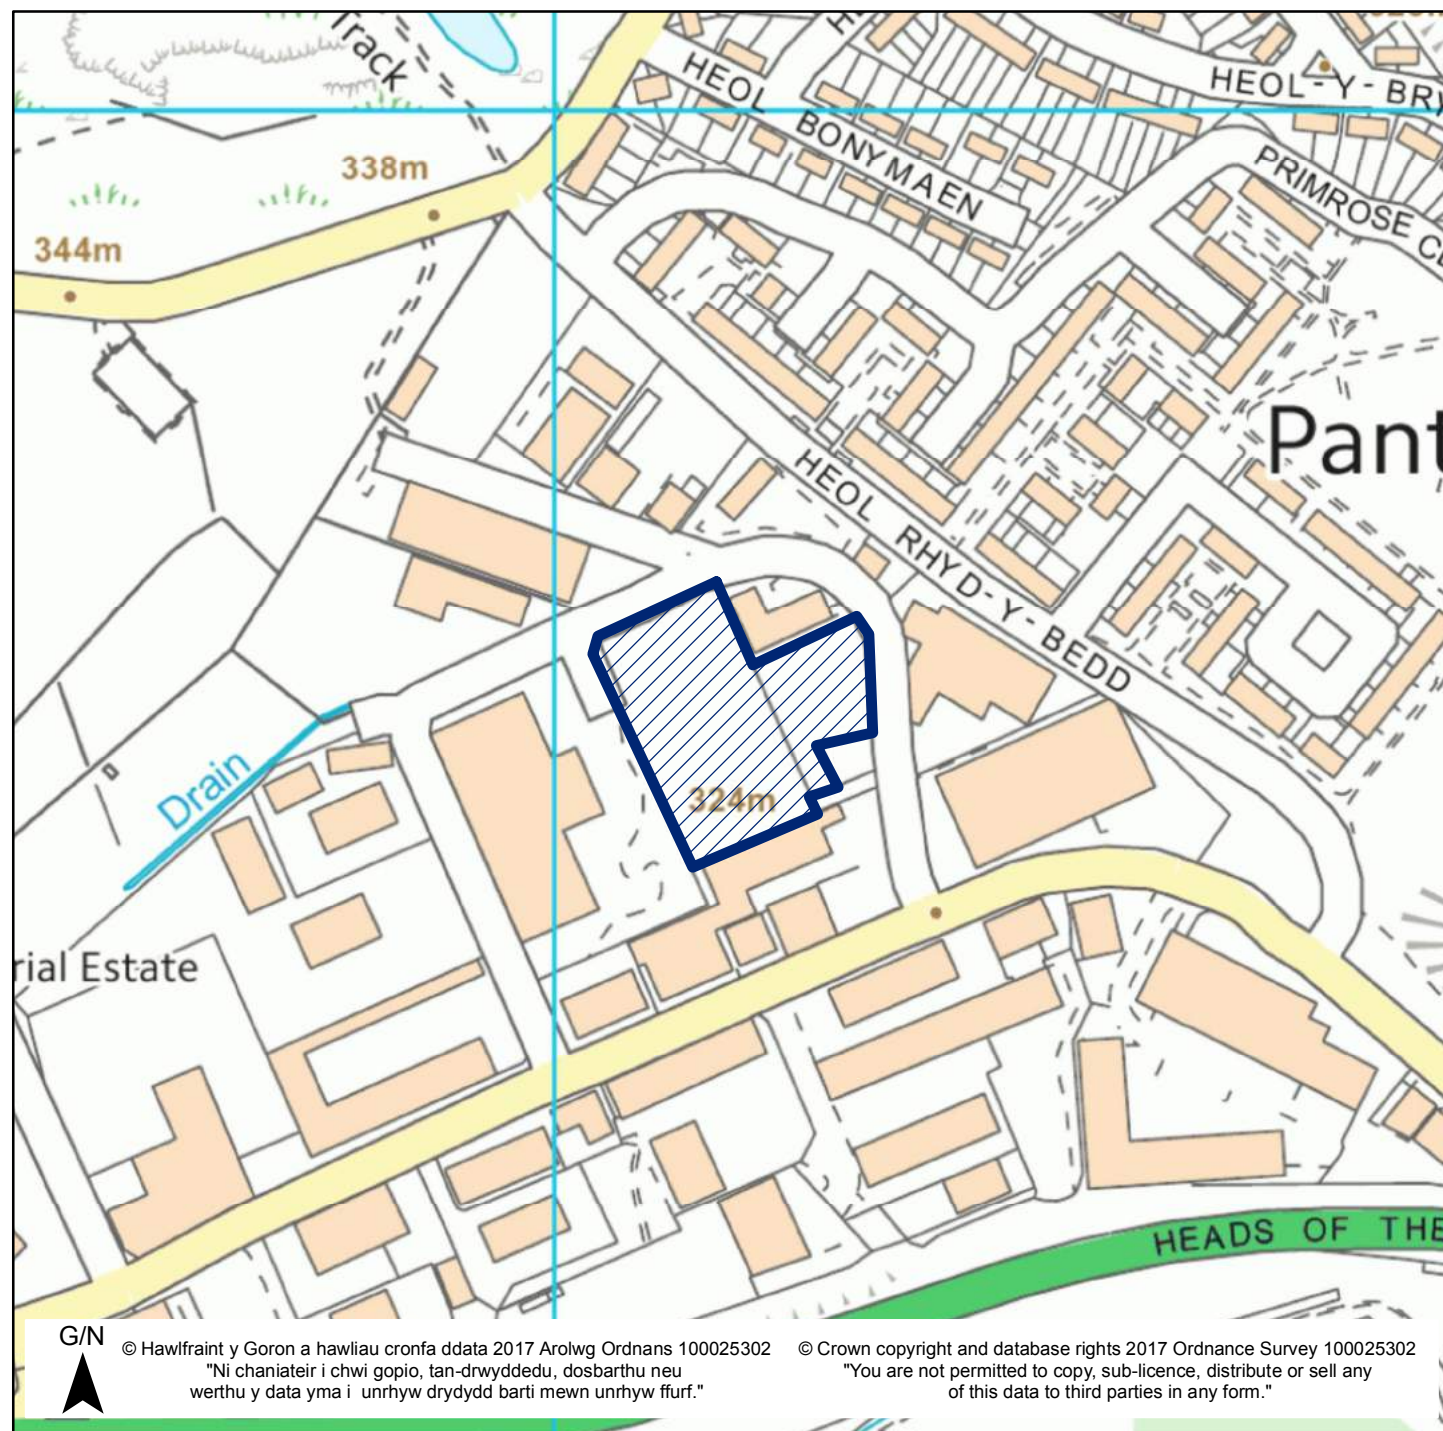 Track
HEOL BONYMAEN
HEOL-Y-BRY
PRIMROSE
338m
344m
Pant
HEOL RHYD-Y-BEDD
324m
Drain
rial Estate
HEADS OF THE
G/N
© Hawlfraint y Goron a hawliau cronfa ddata 2017 Arolwg Ordnans 100025302
"Ni chaniateir i chwi gopio, tan-drwyddedu, dosbarthu neu
werthu y data yma i unrhyw drydydd barti mewn unrhyw ffurf."
© Crown copyright and database rights 2017 Ordnance Survey 100025302
"You are not permitted to copy, sub-licence, distribute or sell any
of this data to third parties in any form."